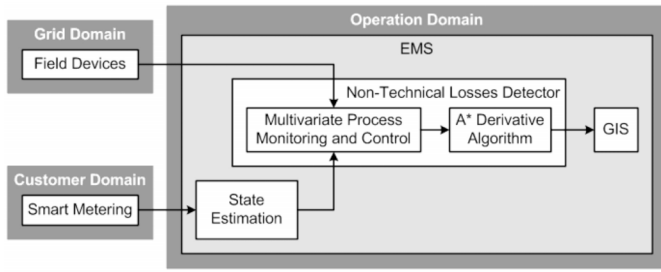 Operation Domain
EMS
Grid Domain
Field Devices
Non-Technical Losses Detector
Multivariate Process
Monitoring and Control
A* Derivative
Algorithm
GIS
Customer Domain
Smart Metering
State
Estimation